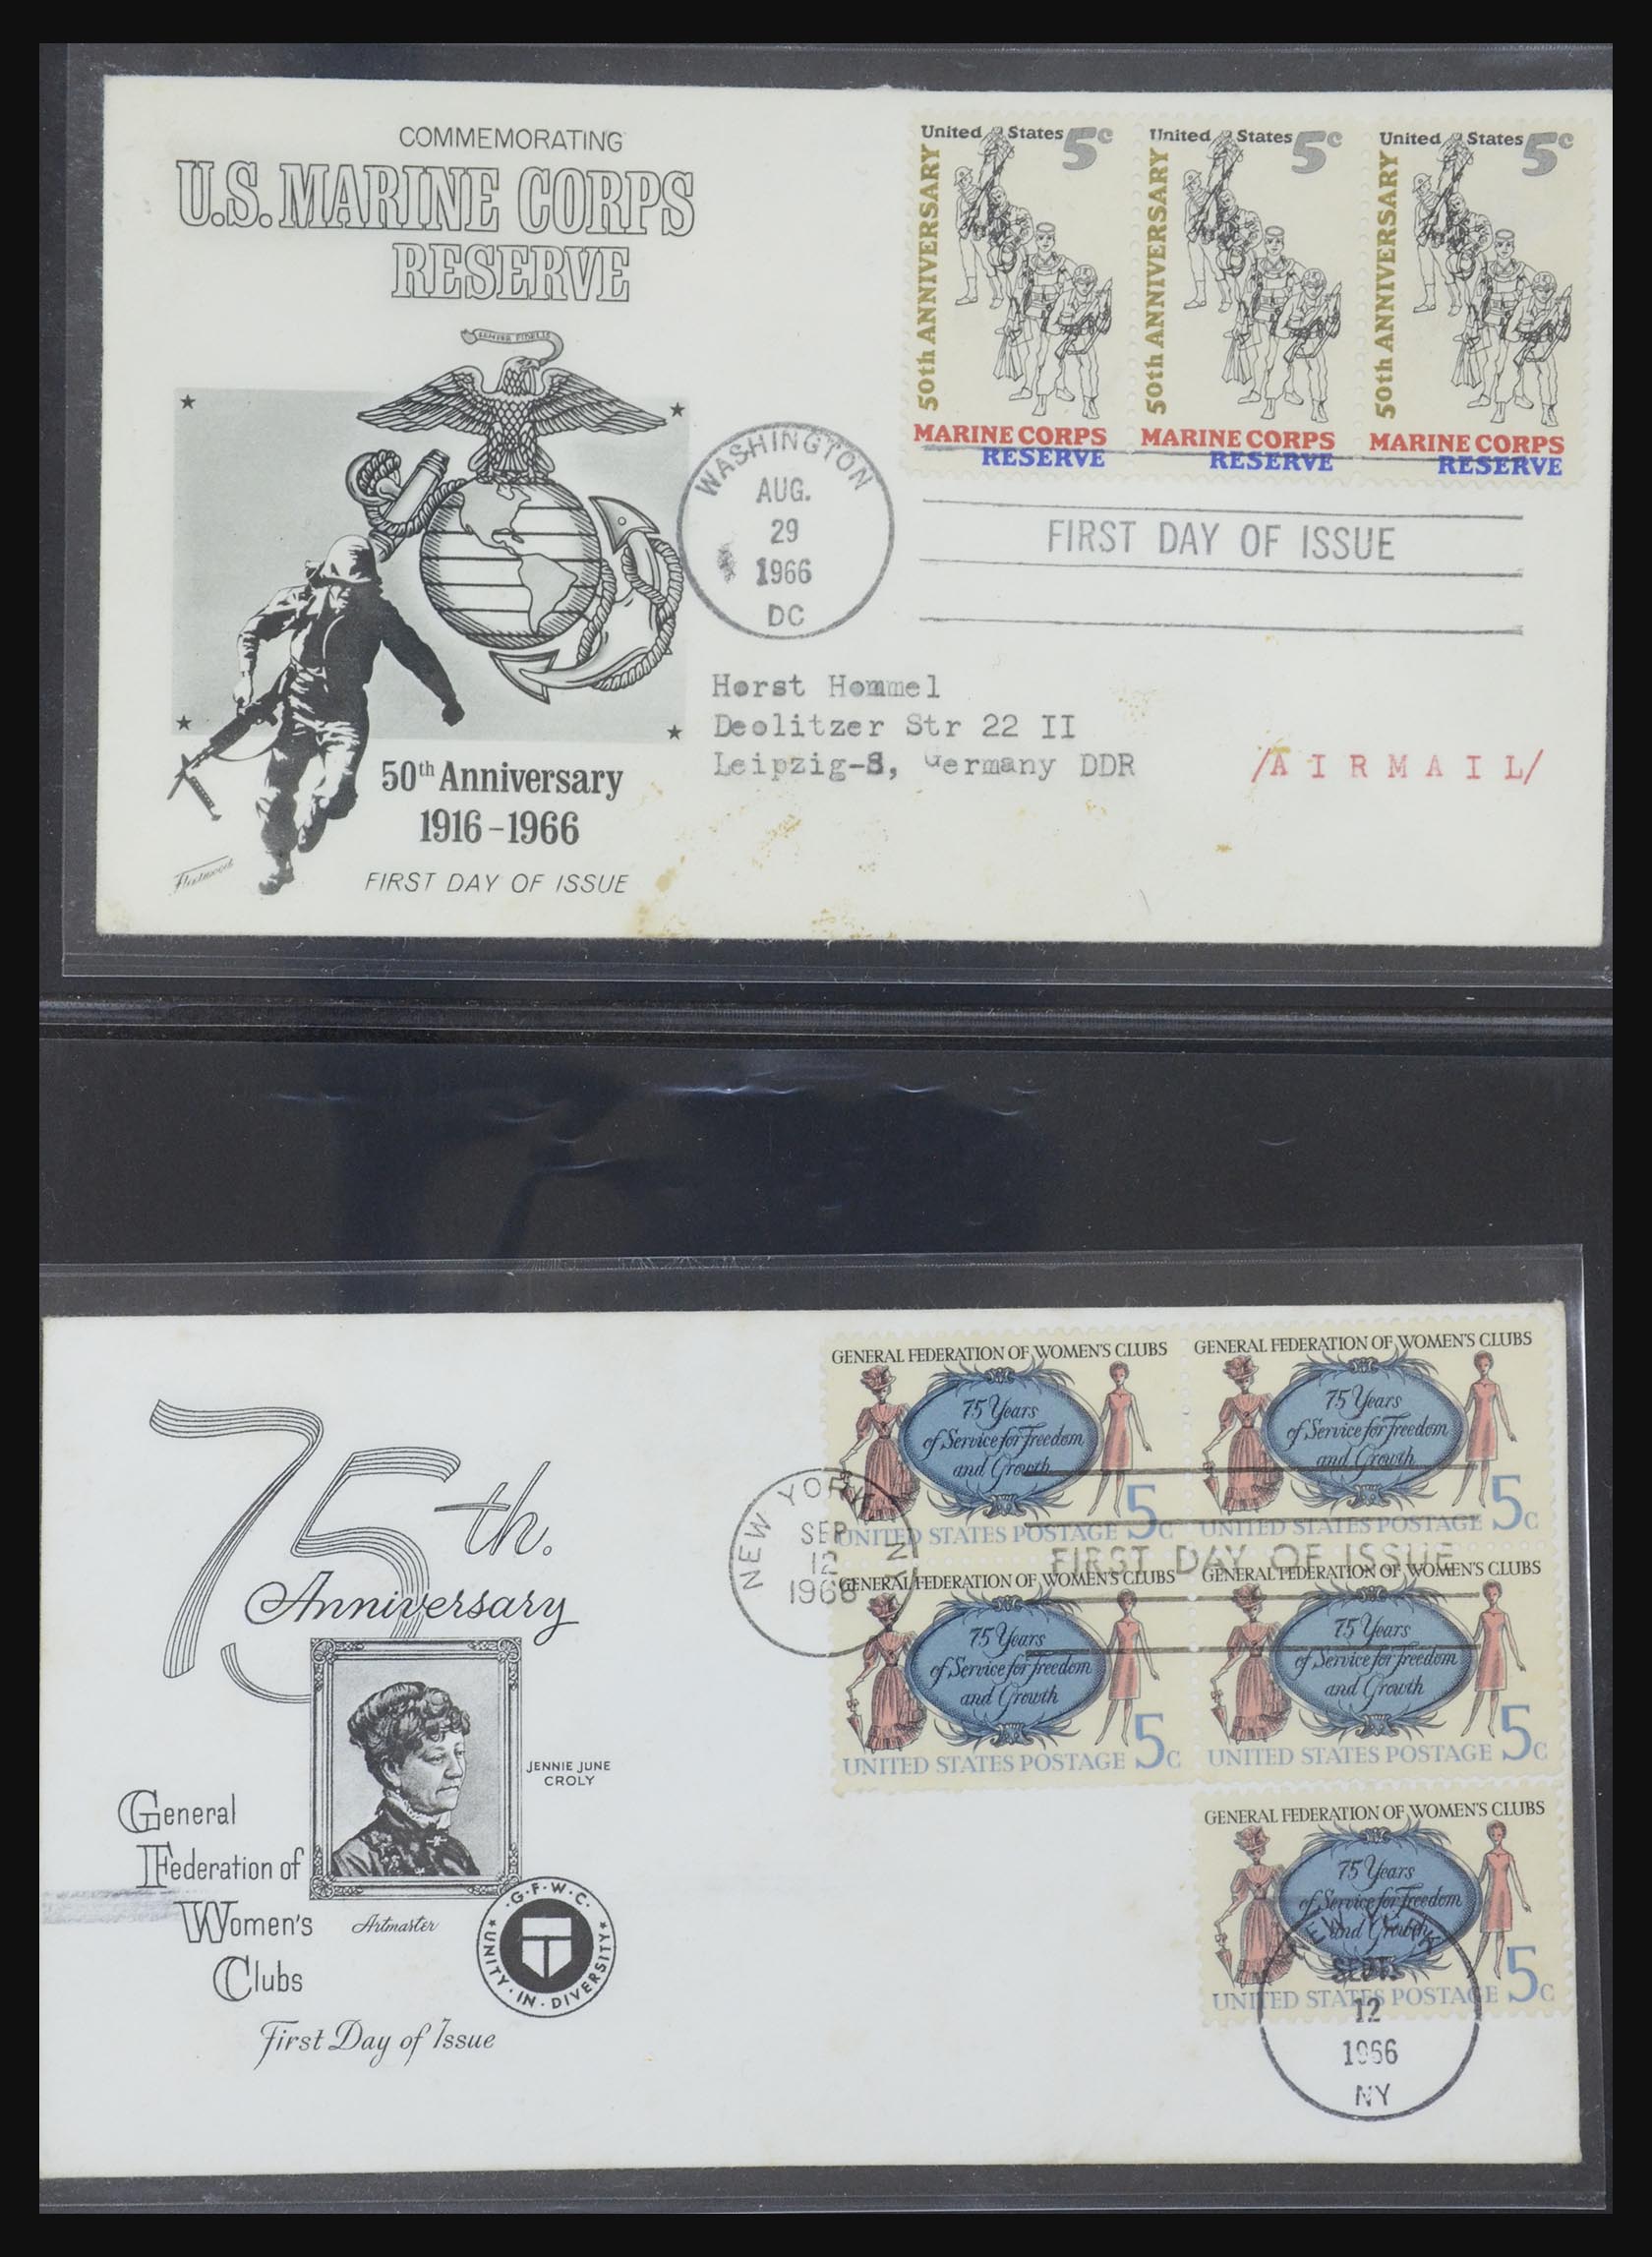 COMMEMORATING
U.S. MARINE CORPS
RESERVE
SEMPER FIDELIS
50th Anniversary
1916-1966
FIRST DAY OF ISSUE
Fleetwood
United States 5c
50th ANNIVERSARY
MARINE CORPS
RESERVE
United States 5c
50th ANNIVERSARY
MARINE CORPS
RESERVE
United States 5c
50th ANNIVERSARY
MARINE CORPS
RESERVE
WASHINGTON
AUG.
29
1966
DC
FIRST DAY OF ISSUE
Horst Hommel
Deolitzer Str 22 II
Leipzig-S, Germany DDR
/A I R M A I L/
75th.
Anniversary
JENNIE JUNE
CROLY
General
Federation of
Women's
Clubs
Artmaster
·G·F·W·C·
UNITY·IN·DIVERSITY
First Day of Issue
GENERAL FEDERATION OF WOMEN'S CLUBS
75 Years
of Service for Freedom
and Growth
UNITED STATES POSTAGE 5c
GENERAL FEDERATION OF WOMEN'S CLUBS
75 Years
of Service for Freedom
and Growth
UNITED STATES POSTAGE 5c
NEW YORK N.Y.
SEP
12
1966
FIRST DAY OF ISSUE
GENERAL FEDERATION OF WOMEN'S CLUBS
75 Years
of Service for Freedom
and Growth
UNITED STATES POSTAGE 5c
GENERAL FEDERATION OF WOMEN'S CLUBS
75 Years
of Service for Freedom
and Growth
UNITED STATES POSTAGE 5c
GENERAL FEDERATION OF WOMEN'S CLUBS
75 Years
of Service for Freedom
and Growth
UNITED STATES POSTAGE 5c
NEW YORK
12
1966
NY